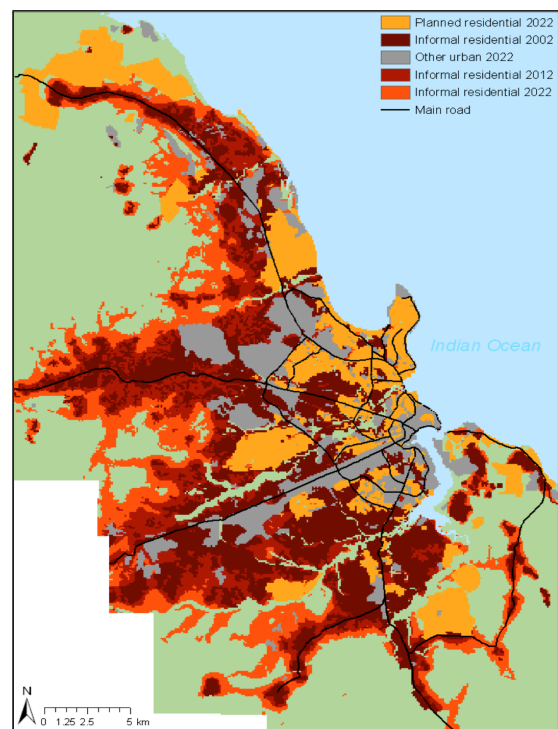 Planned residential 2022
Informal residential 2002
Other urban 2022
Informal residential 2012
Informal residential 2022
Main road
Indian Ocean
N
0 1.25 2.5 5 km